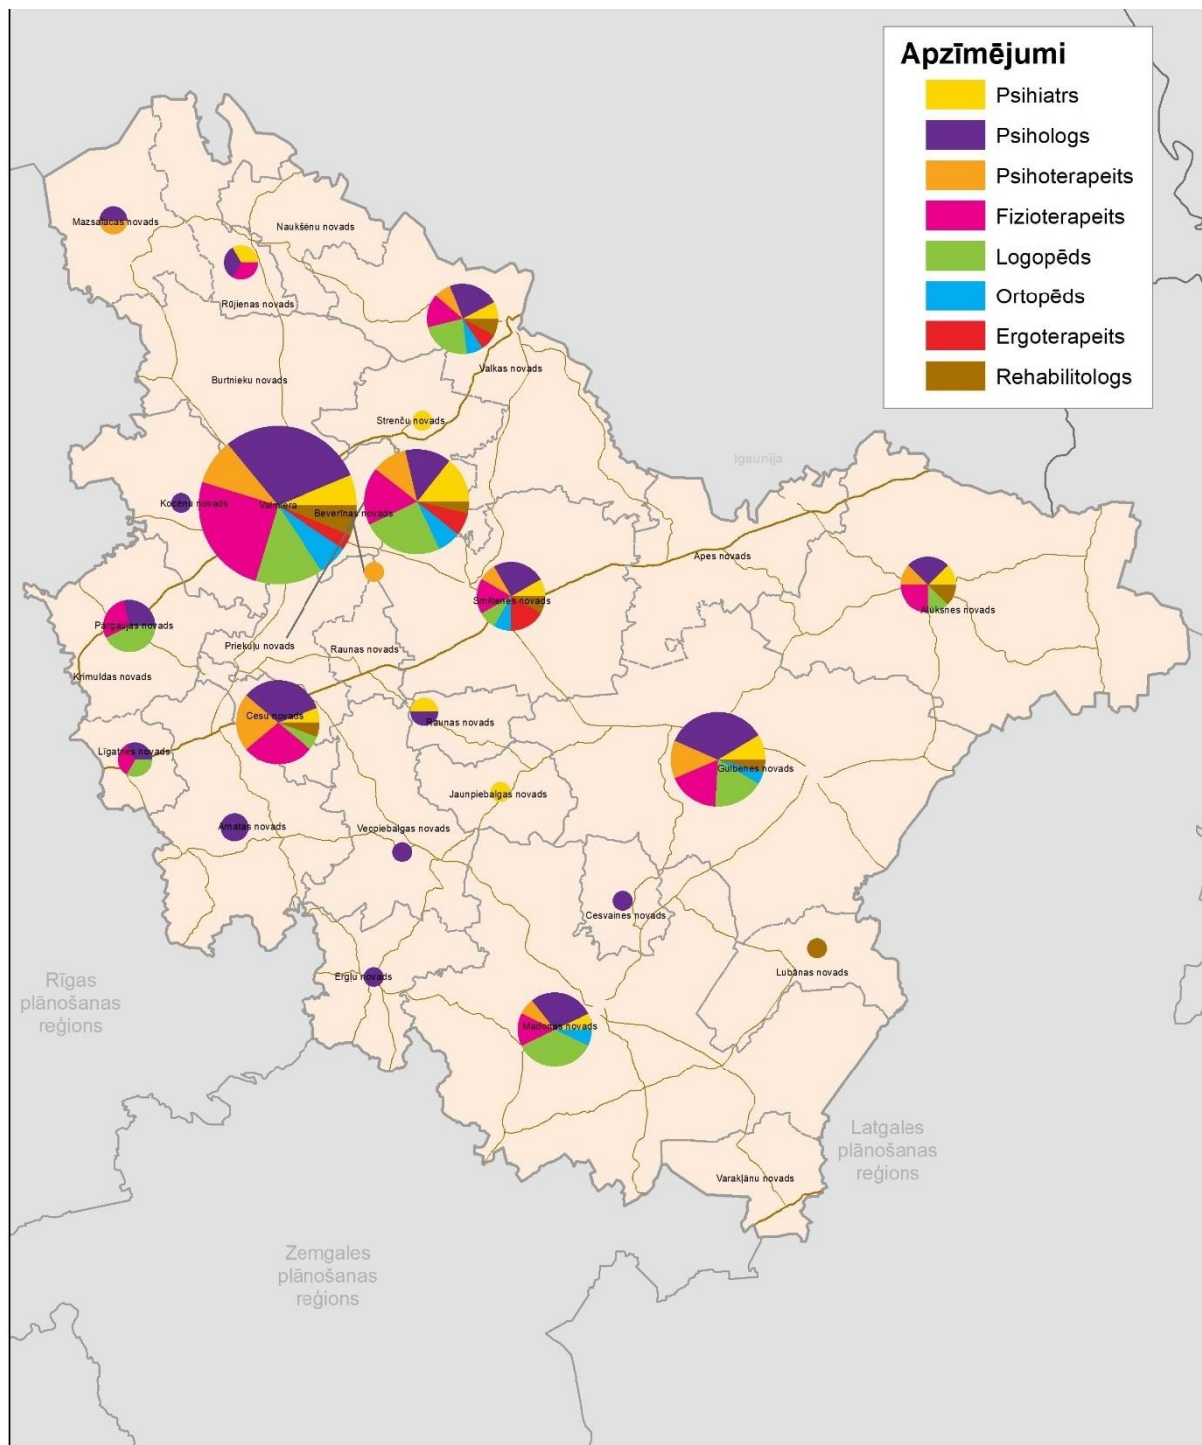 Apzīmējumi
Psihiatrs
Psihologs
Psihoterapeits
Fizioterapeits
Logopēds
Ortopēds
Ergoterapeits
Rehabilitologs
Mazsalacas novads
Naukšēnu novads
Rūjienas novads
Valkas novads
Burtnieku novads
Strenču novads
Igaunija
Kocēnu novads
Valmiera
Beverīnas novads
Apes novads
Smiltenes novads
Alūksnes novads
Pārgaujas novads
Priekuļu novads
Raunas novads
Krimuldas novads
Cēsu novads
Raunas novads
Līgatnes novads
Gulbenes novads
Jaunpiebalgas novads
Amatas novads
Vecpiebalgas novads
Cesvaines novads
Lubānas novads
Ērgļu novads
Rīgas
plānošanas
reģions
Madonas novads
Latgales
plānošanas
reģions
Varakļānu novads
Zemgales
plānošanas
reģions